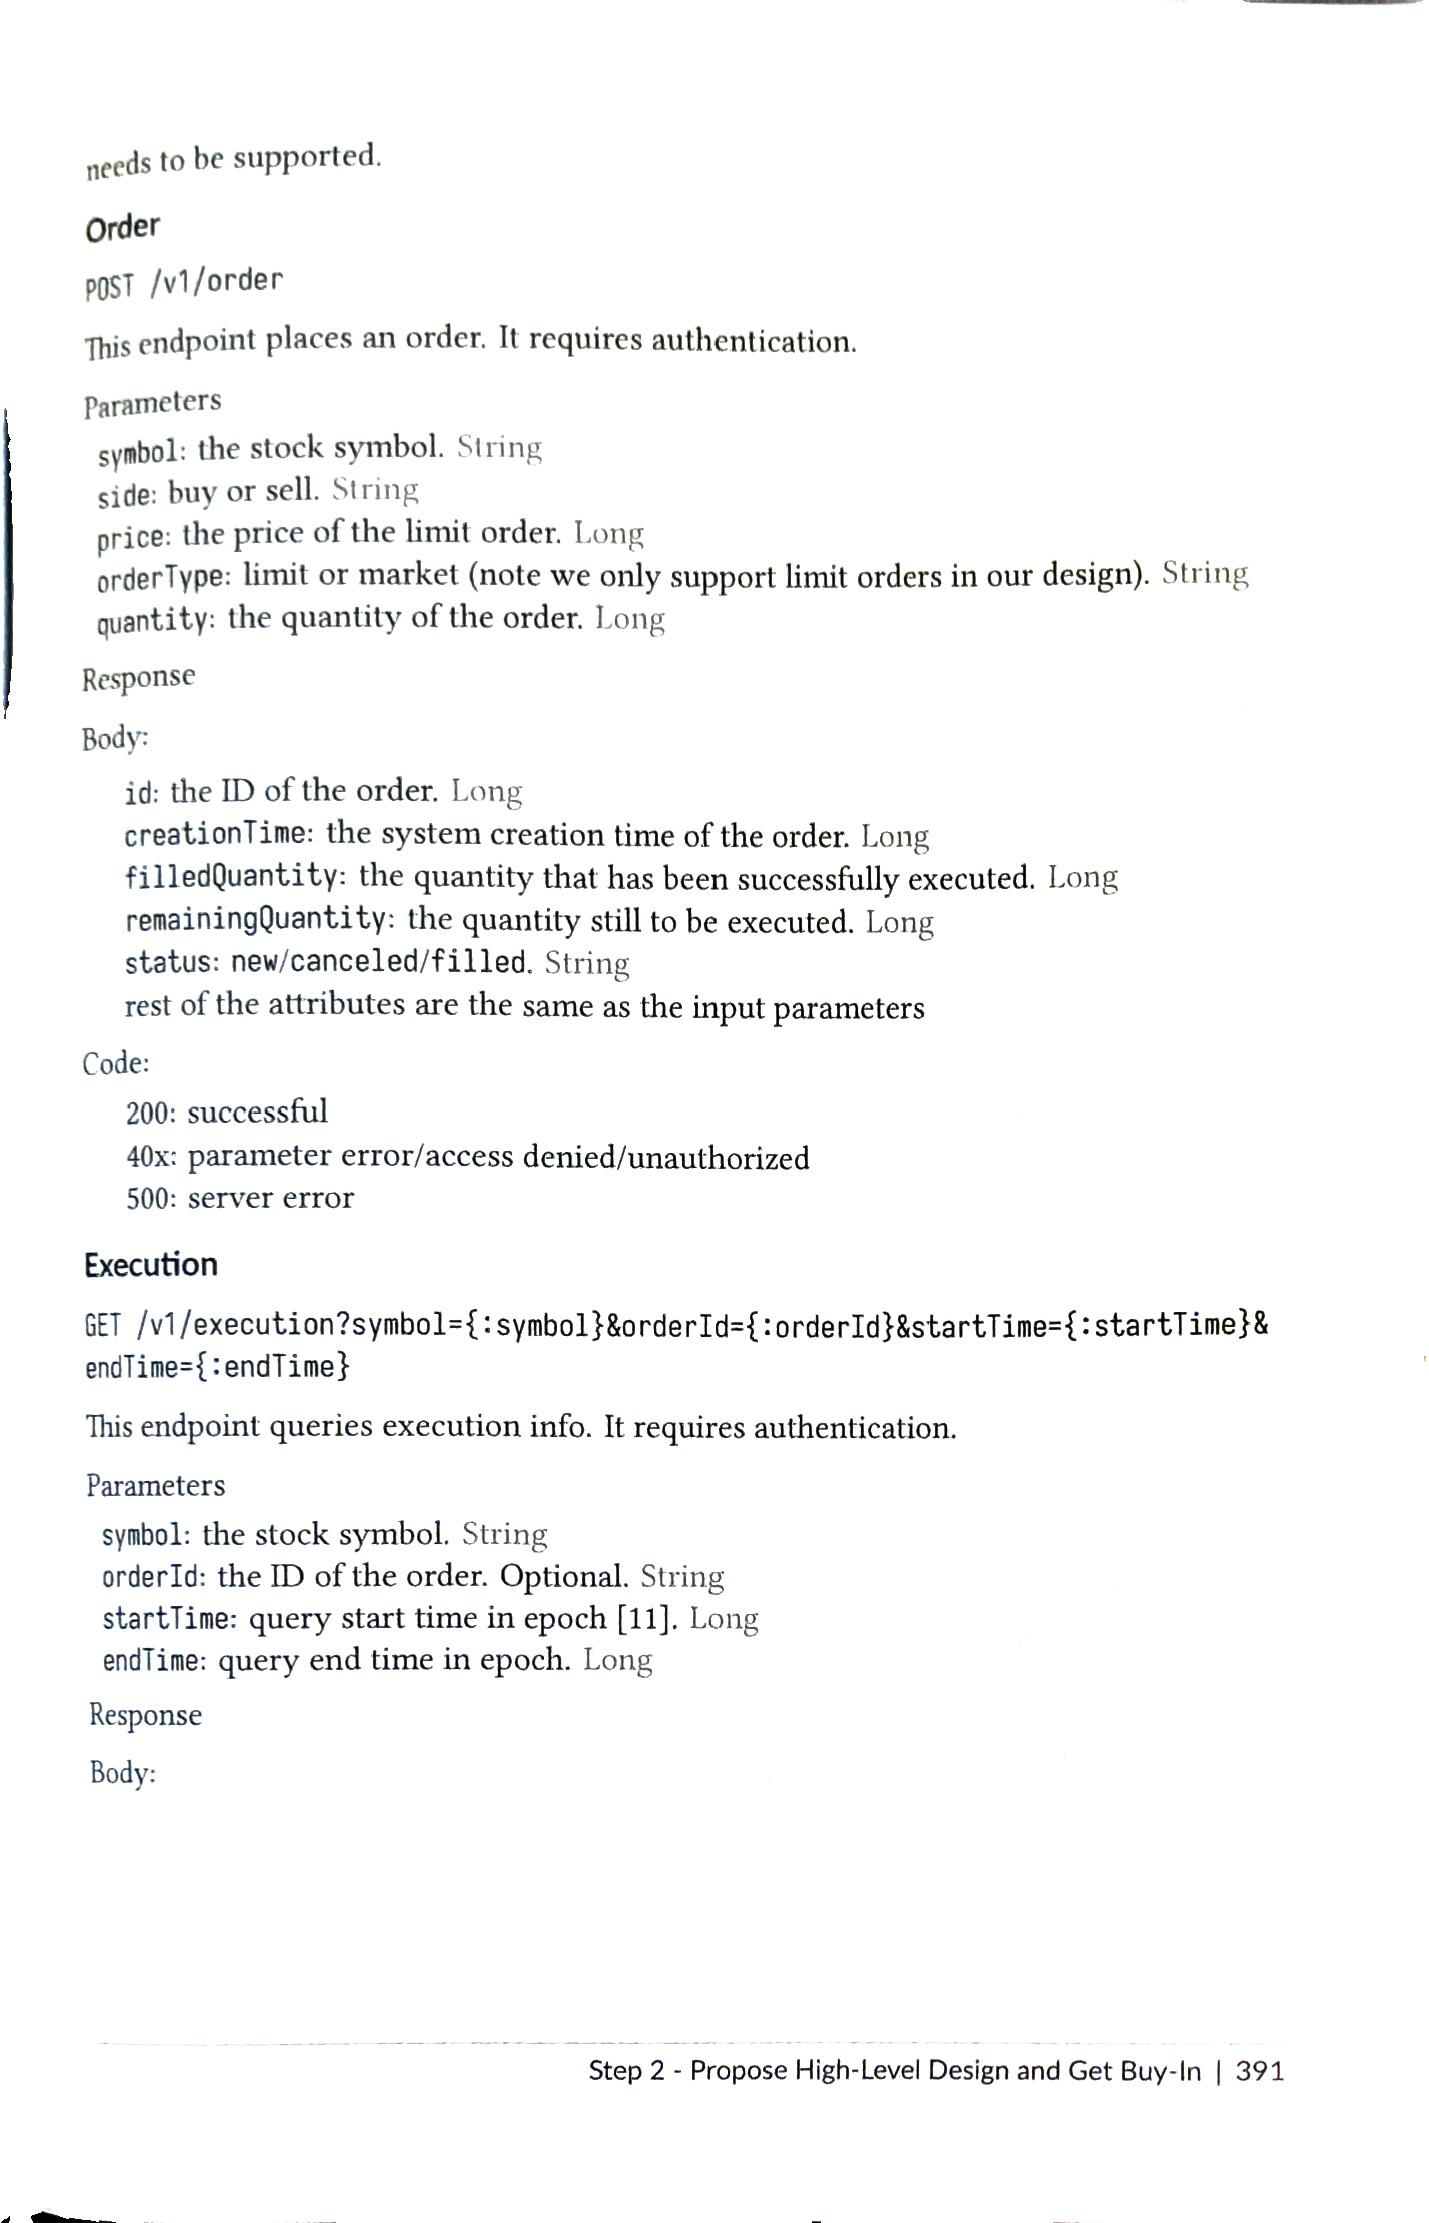 needs to be supported.
Order
POST /v1/order
This endpoint places an order. It requires authentication.
Parameters
symbol: the stock symbol. String
side: buy or sell. String
price: the price of the limit order. Long
orderType: limit or market (note we only support limit orders in our design). String
quantity: the quantity of the order. Long
Response
Body:
id: the ID of the order. Long
creationTime: the system creation time of the order. Long
filledQuantity: the quantity that has been successfully executed. Long
remainingQuantity: the quantity still to be executed. Long
status: new/canceled/filled. String
rest of the attributes are the same as the input parameters
Code:
200: successful
40x: parameter error/access denied/unauthorized
500: server error
Execution
GET /v1/execution?symbol={:symbol}&orderId={:orderId}&startTime={:startTime}&
endTime={:endTime}
This endpoint queries execution info. It requires authentication.
Parameters
symbol: the stock symbol. String
orderId: the ID of the order. Optional. String
startTime: query start time in epoch [11]. Long
endTime: query end time in epoch. Long
Response
Body:
Step 2 - Propose High-Level Design and Get Buy-In | 391